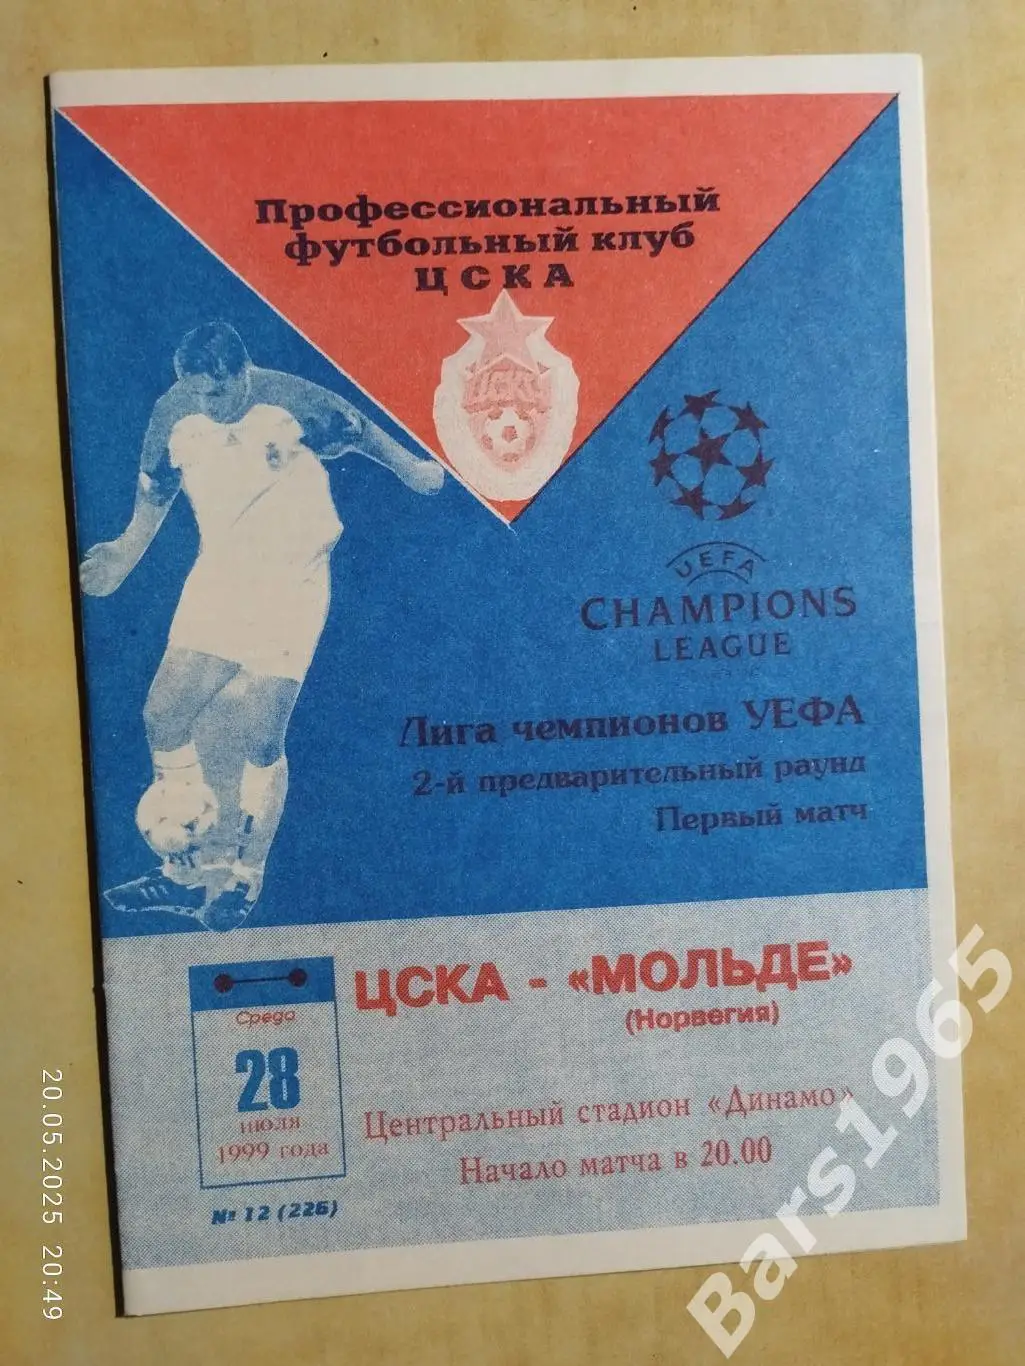 Профессиональный
футбольный клуб
ЦСКА
ЦСКА
UEFA
CHAMPIONS
LEAGUE
Лига чемпионов УЕФА
2-й предварительный раунд
Первый матч
ЦСКА - «МОЛЬДЕ»
(Норвегия)
Среда
28
июля
1999 года
№ 12 (226)
Центральный стадион «Динамо»
Начало матча в 20.00
20.05.2025 20:49
Bars1965